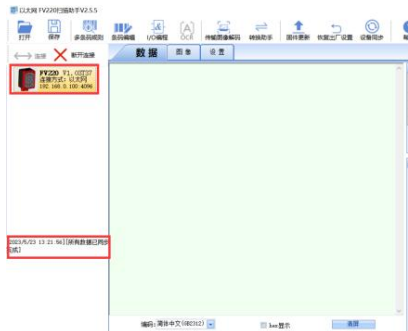 以太网 FV220扫描助手V2.5.5
打开 保存 多条码规则 条码编辑 I/O编程 OCR 传输图像解码 转接助手 固件更新 恢复出厂设置 设备同步
连接 断开连接
数据 图像 设置
FV220
连接方式: 以太网
192.168.0.100:4096
[2023/5/23 13:21:54][所有数据已同步完成]
编码: 简体中文(GB2312) hex显示 清屏